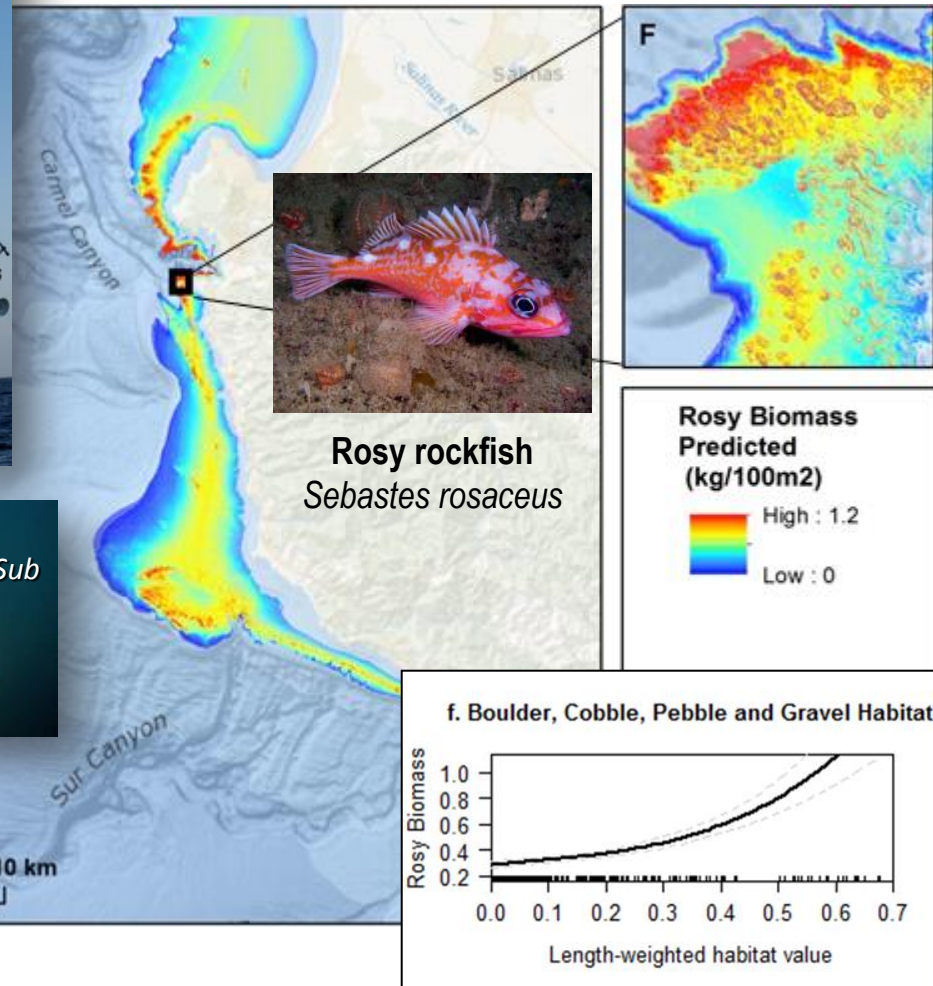 F
Salinas
Salinas River
Carmel Canyon
Rosy rockfish
Sebastes rosaceus
Rosy Biomass
Predicted
(kg/100m2)
High : 1.2
Low : 0
Sub
Sur Canyon
f. Boulder, Cobble, Pebble and Gravel Habitat
Rosy Biomass
1.0
0.8
0.6
0.4
0.2
0.0 0.1 0.2 0.3 0.4 0.5 0.6 0.7
Length-weighted habitat value
km